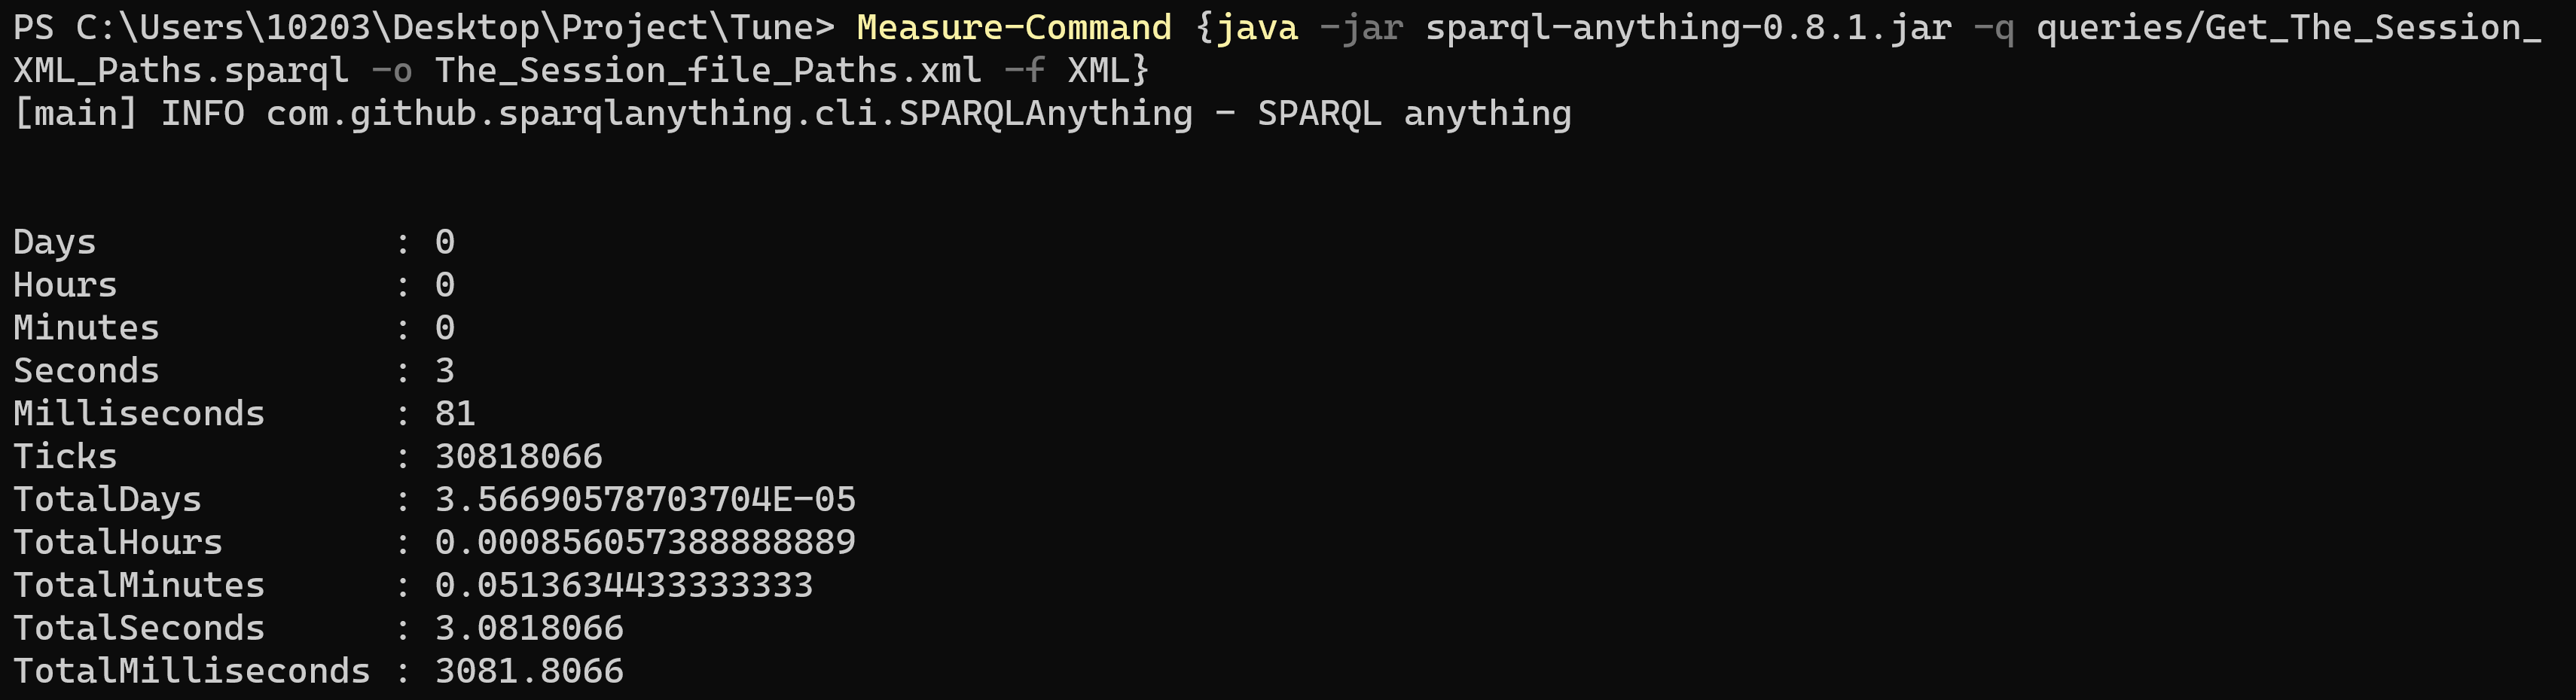 PS C:\Users\10203\Desktop\Project\Tune> Measure-Command {java -jar sparql-anything-0.8.1.jar -q queries/Get_The_Session_
XML_Paths.sparql -o The_Session_file_Paths.xml -f XML}
[main] INFO com.github.sparqlanything.cli.SPARQLAnything - SPARQL anything
Days              : 0
Hours             : 0
Minutes           : 0
Seconds           : 3
Milliseconds      : 81
Ticks             : 30818066
TotalDays         : 3.56690578703704E-05
TotalHours        : 0.000856057388888889
TotalMinutes      : 0.0513634433333333
TotalSeconds      : 3.0818066
TotalMilliseconds : 3081.8066